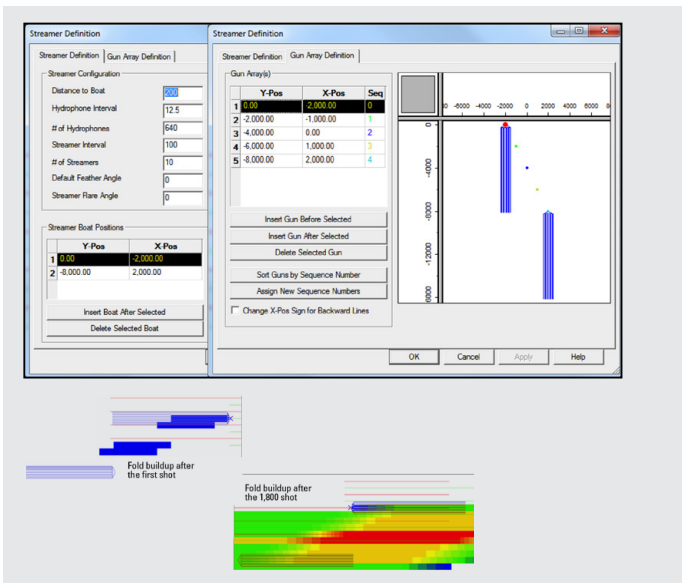 Streamer Definition
Streamer Definition
Gun Array Definition
Streamer Configuration
Distance to Boat 200
Hydrophone Interval 12.5
# of Hydrophones 640
Streamer Interval 100
# of Streamers 10
Default Feather Angle 0
Streamer Flare Angle 0
Streamer Boat Positions
Y-Pos X-Pos
1 0.00 -2,000.00
2 -8,000.00 2,000.00
Insert Boat After Selected
Delete Selected Boat
Streamer Definition
Streamer Definition
Gun Array Definition
Gun Array(s)
Y-Pos X-Pos Seq
1 0.00 -2,000.00 0
2 -2,000.00 -1,000.00 1
3 -4,000.00 0.00 2
4 -6,000.00 1,000.00 3
5 -8,000.00 2,000.00 4
Insert Gun Before Selected
Insert Gun After Selected
Delete Selected Gun
Sort Guns by Sequence Number
Assign New Sequence Numbers
Change X-Pos Sign for Backward Lines
-6000 -4000 -2000 0 2000 4000 6000
0
-4000
-8000
-12000
OK Cancel Apply Help
Fold buildup after
the first shot
Fold buildup after
the 1,800 shot